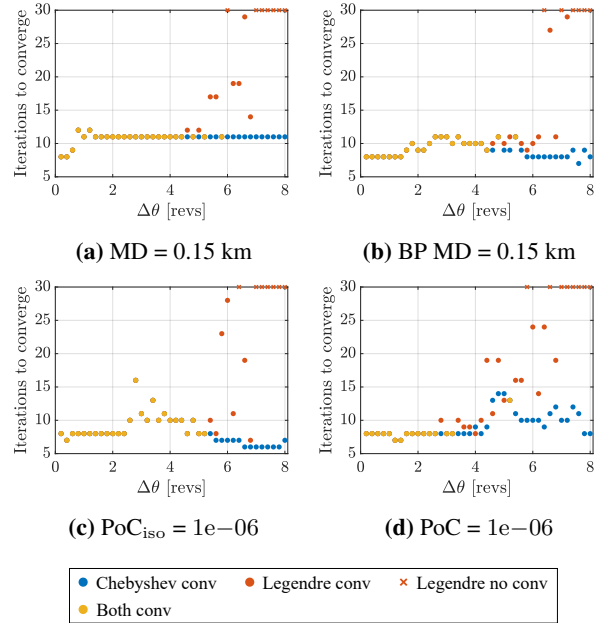 30
25
20
15
10
5
Iterations to converge
0 2 4 6 8
Δθ [revs]
(a) MD = 0.15 km
30
25
20
15
10
5
Iterations to converge
0 2 4 6 8
Δθ [revs]
(b) BP MD = 0.15 km
30
25
20
15
10
5
Iterations to converge
0 2 4 6 8
Δθ [revs]
(c) PoC_iso = 1e−06
30
25
20
15
10
5
Iterations to converge
0 2 4 6 8
Δθ [revs]
(d) PoC = 1e−06
Chebyshev conv Legendre conv Legendre no conv
Both conv